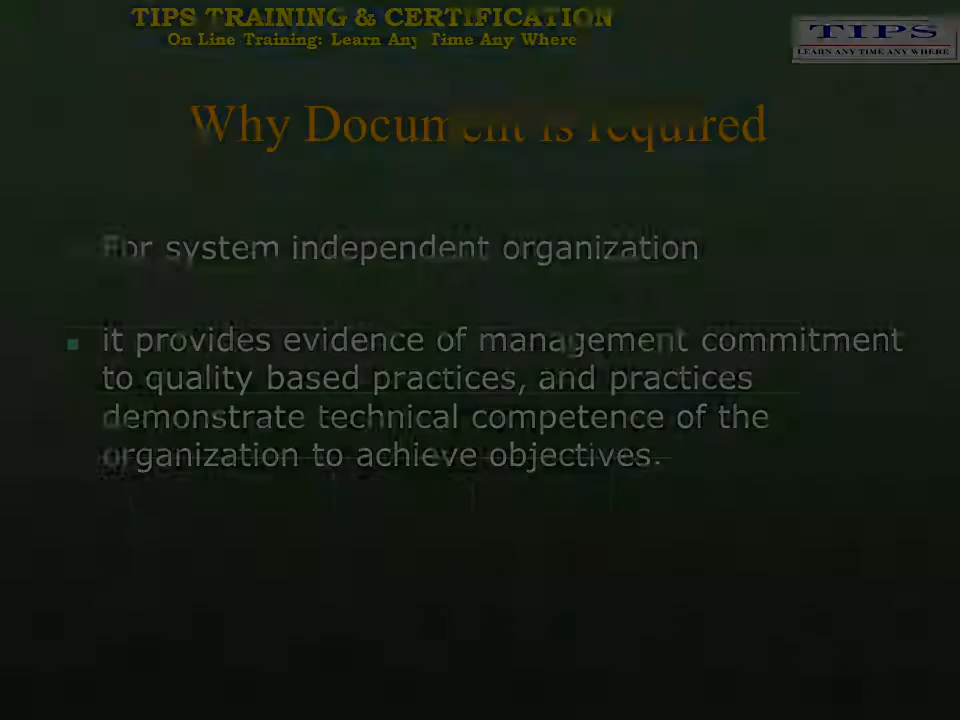 TIPS TRAINING & CERTIFICATION
On Line Training: Learn Any Time Any Where
TIPS
LEARN ANY TIME ANY WHERE
Why Document is required
For system independent organization
it provides evidence of management commitment
to quality based practices, and practices
demonstrate technical competence of the
organization to achieve objectives.